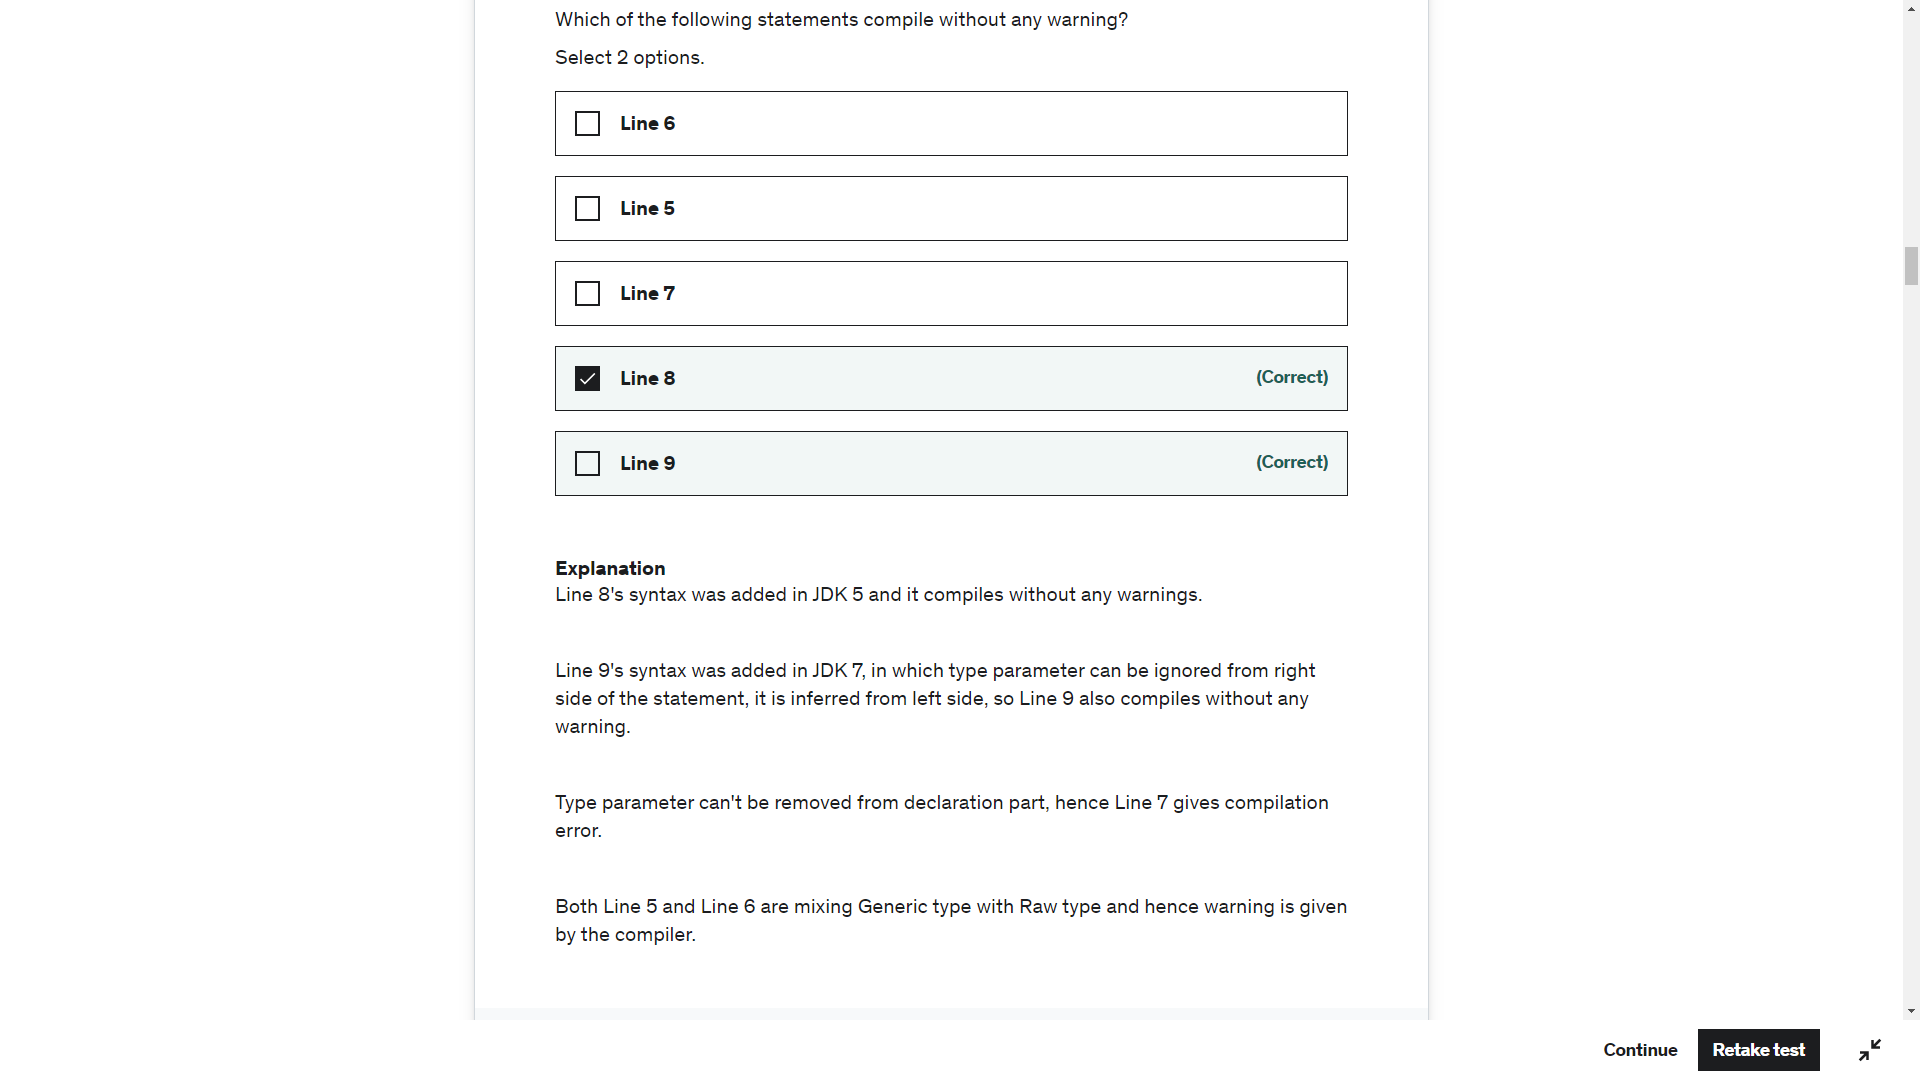 Which of the following statements compile without any warning?
Select 2 options.
Line 6
Line 5
Line 7
Line 8
(Correct)
Line 9
(Correct)
Explanation
Line 8's syntax was added in JDK 5 and it compiles without any warnings.
Line 9's syntax was added in JDK 7, in which type parameter can be ignored from right
side of the statement, it is inferred from left side, so Line 9 also compiles without any
warning.
Type parameter can't be removed from declaration part, hence Line 7 gives compilation
error.
Both Line 5 and Line 6 are mixing Generic type with Raw type and hence warning is given
by the compiler.
Continue
Retake test